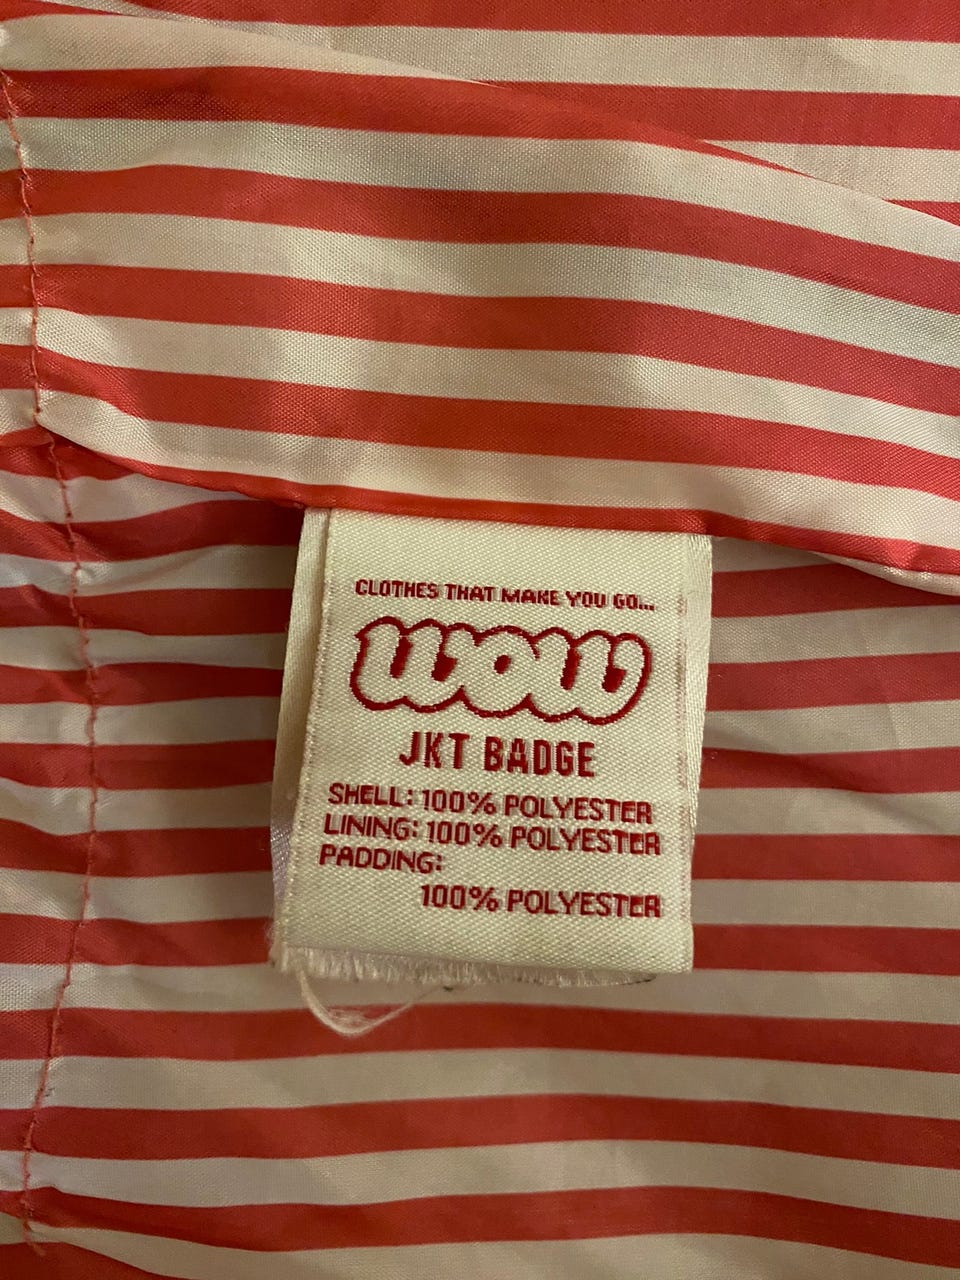 CLOTHES THAT MAKE YOU GO...
WOW
JKT BADGE
SHELL: 100% POLYESTER
LINING: 100% POLYESTER
PADDING:
100% POLYESTER